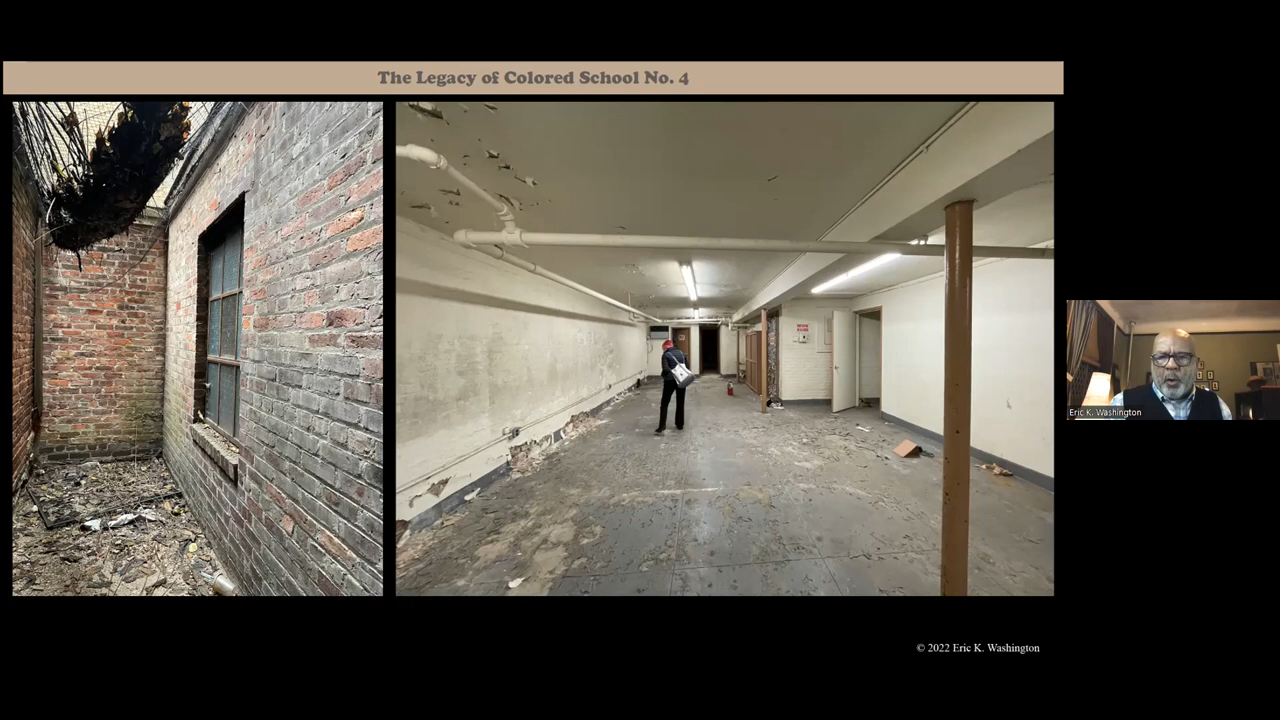 The Legacy of Colored School No. 4
Eric K. Washington
© 2022 Eric K. Washington